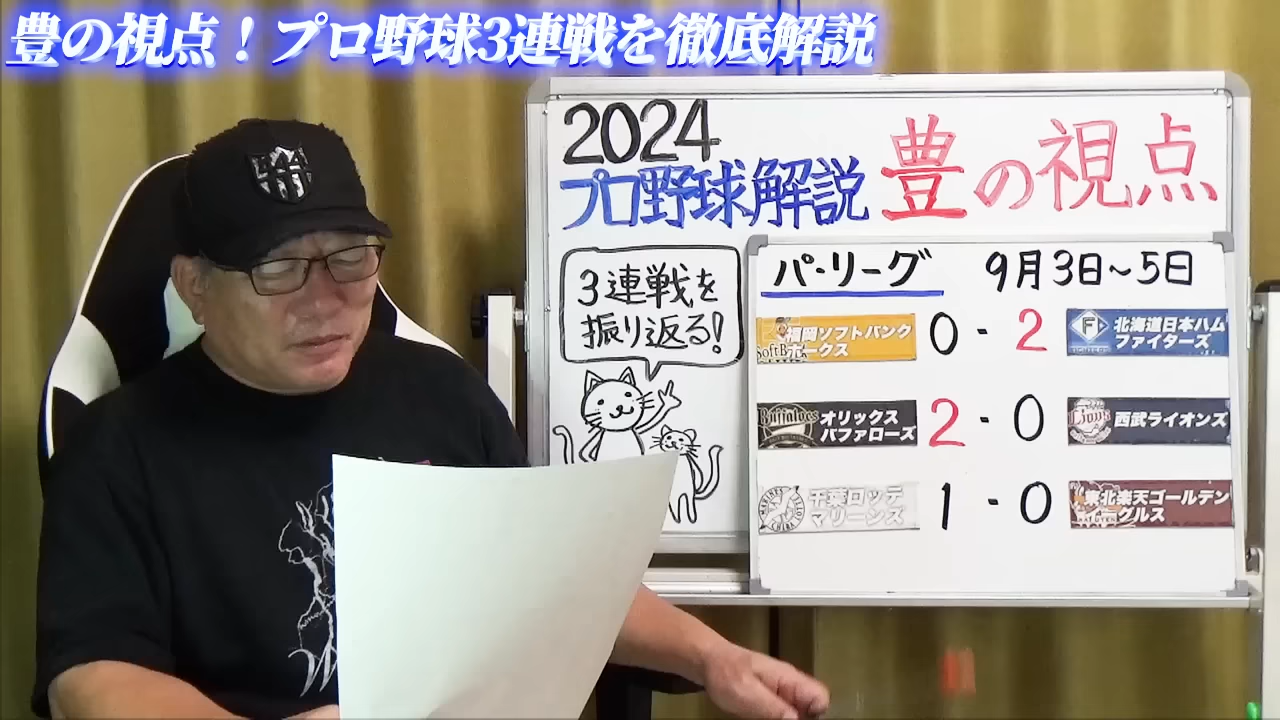 豊の視点！プロ野球3連戦を徹底解説
2024
プロ野球解説 豊の視点
3連戦を
振り返る!
パ・リーグ 9月3日~5日
福岡ソフトバンク
ークス
0 - 2
北海道日本ハム
ファイターズ
Buffaloes
オリックス
バファローズ
2 - 0
Lions
西武ライオンズ
千葉ロッテ
マリーンズ
1 - 0
東北楽天ゴールデン
グルス